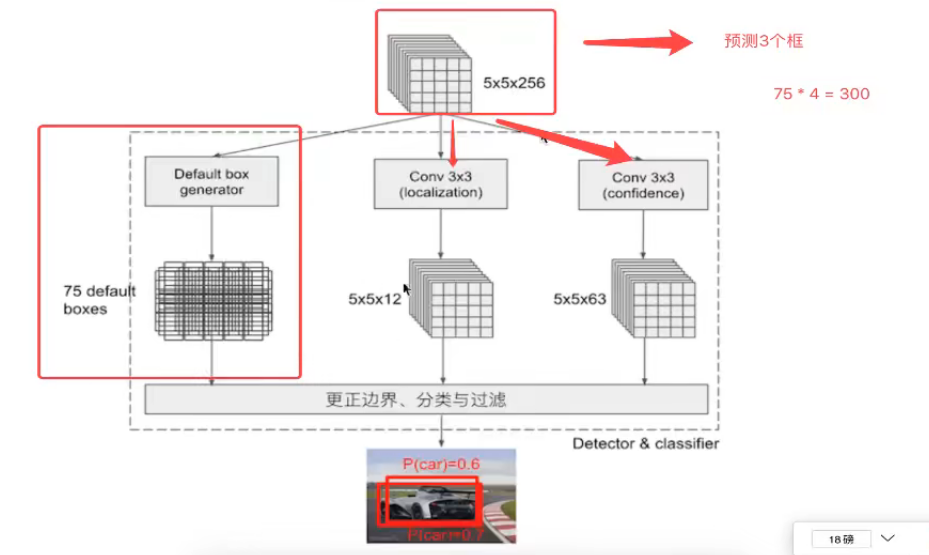 5x5x256
预测3个框
75 * 4 = 300
Default box
generator
Conv 3x3
(localization)
Conv 3x3
(confidence)
75 default
boxes
5x5x12
5x5x63
更正边界、分类与过滤
Detector & classifier
P(car)=0.6
P(car)=0.7
18 磅